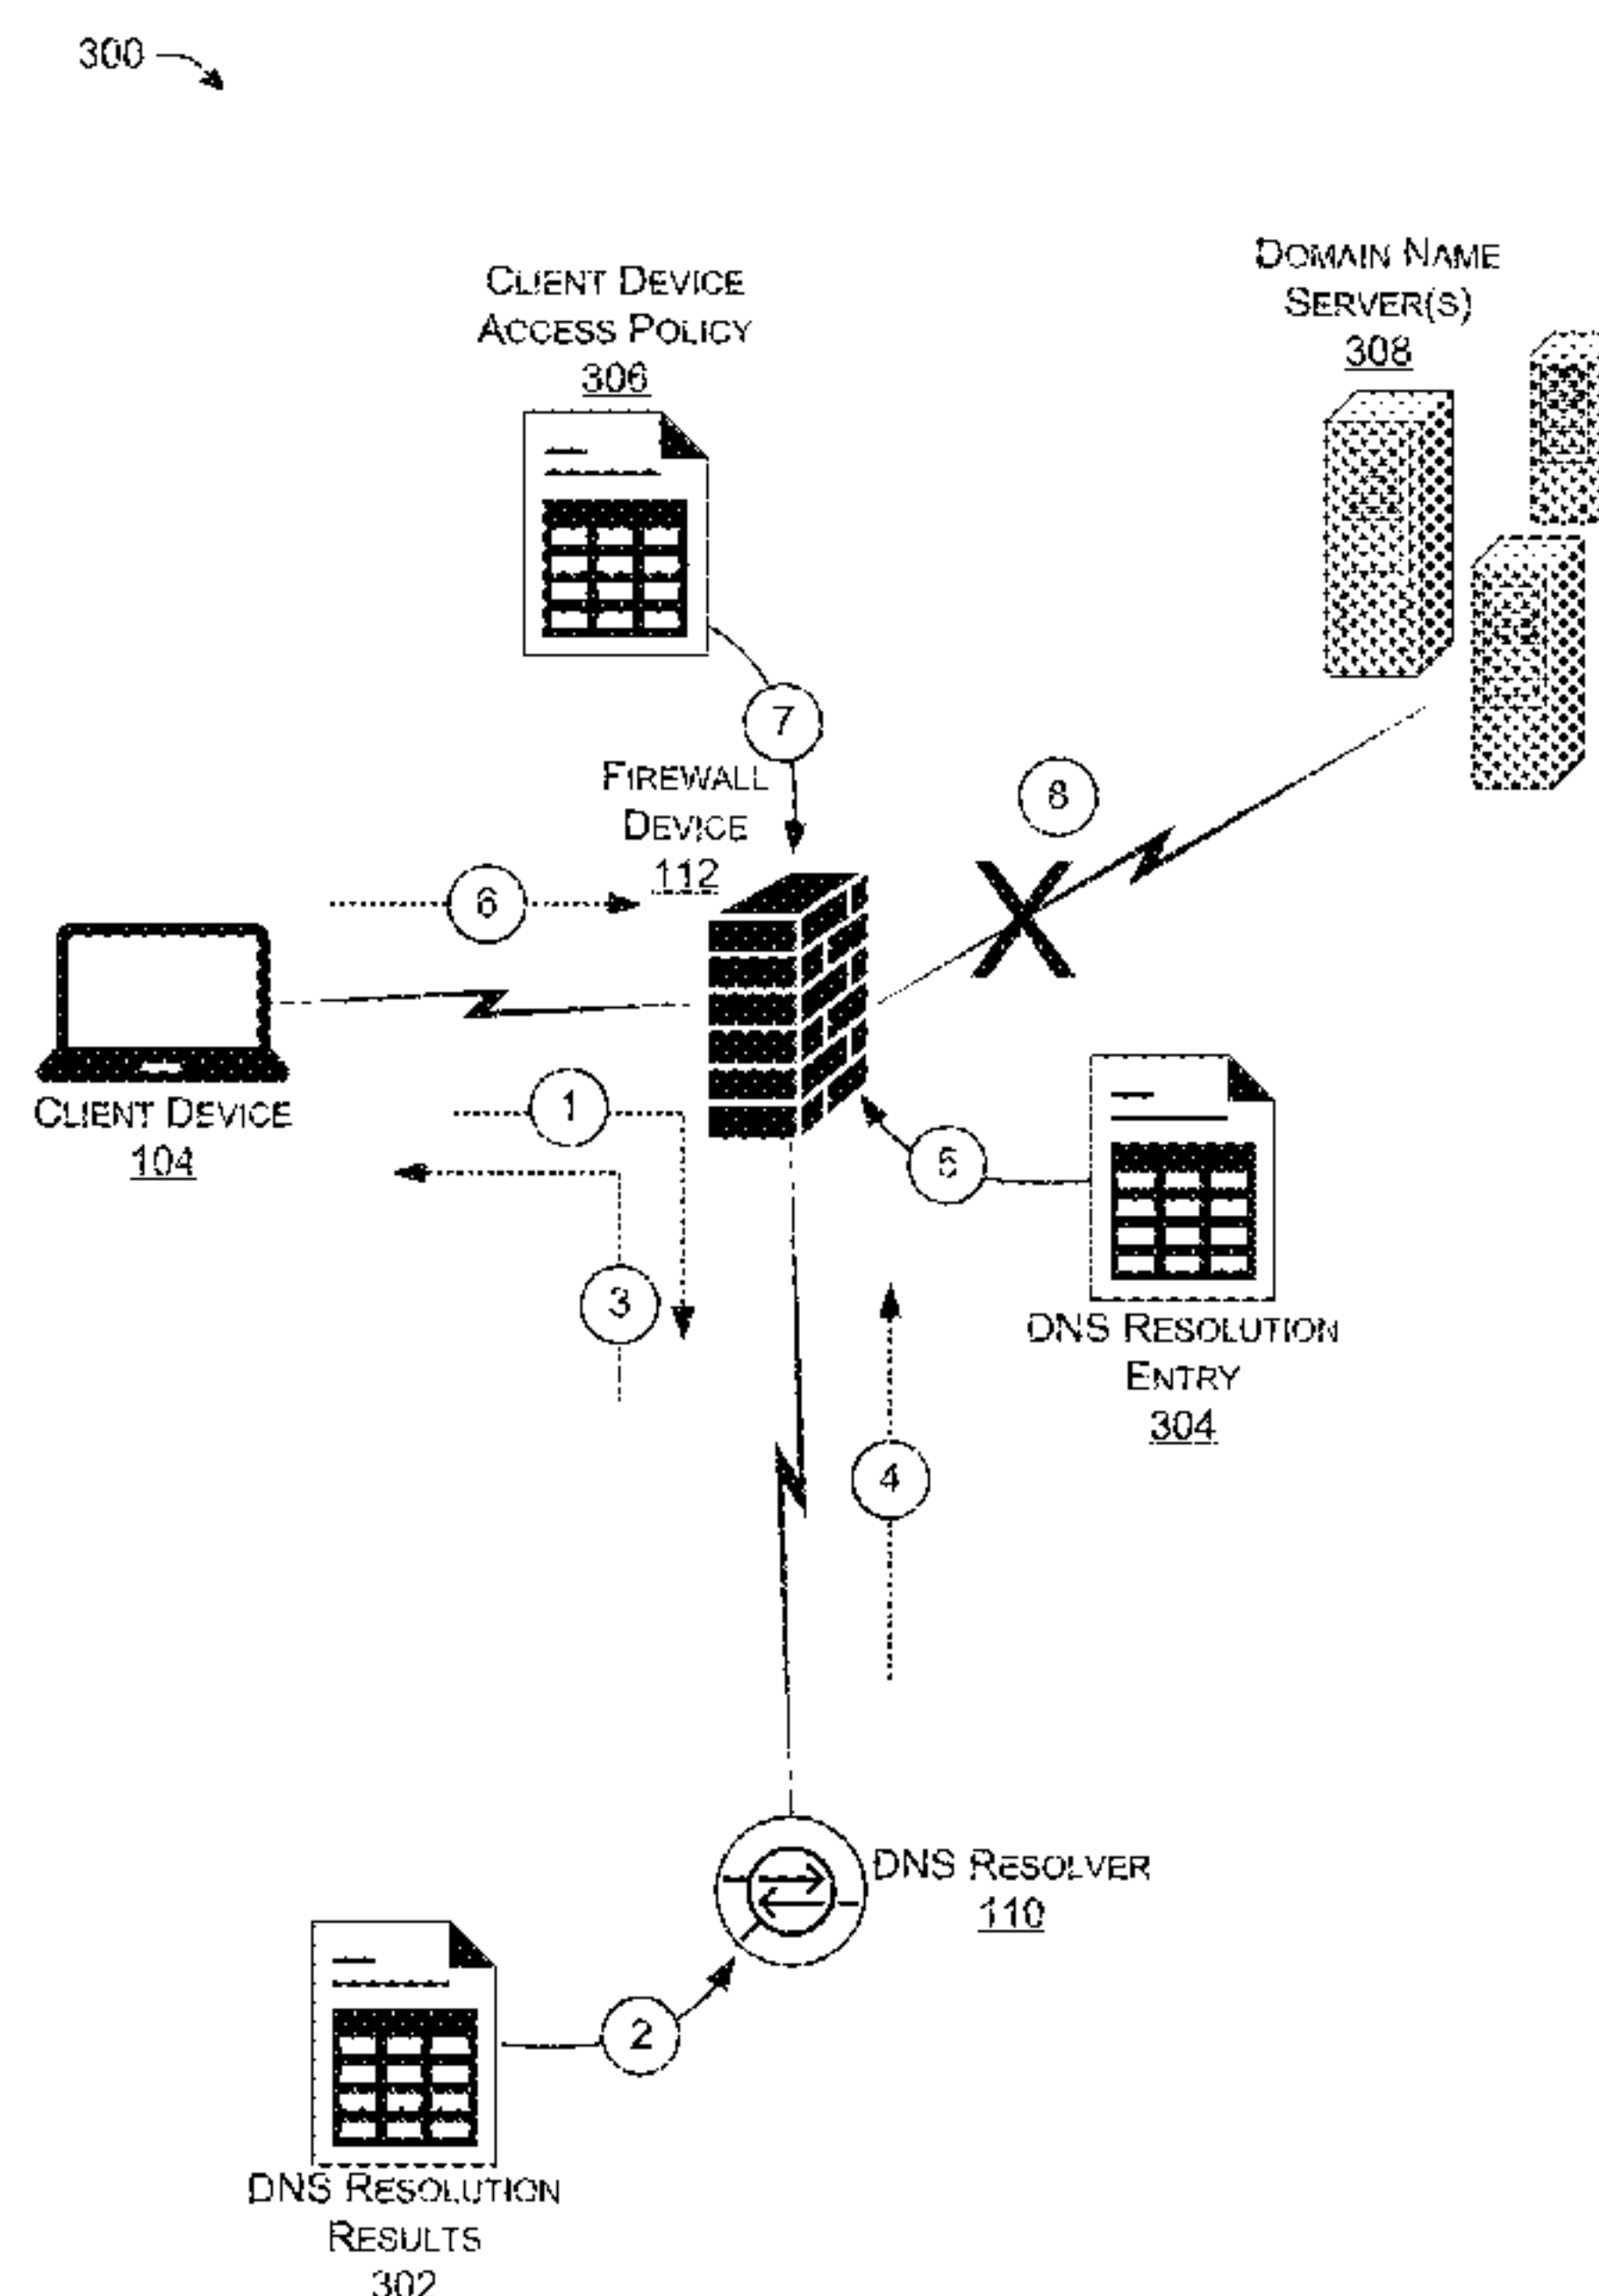 300
DOMAIN NAME
SERVER(S)
308
CLIENT DEVICE
ACCESS POLICY
306
7
FIREWALL
DEVICE
112
8
6
CLIENT DEVICE
104
1
5
3
DNS RESOLUTION
ENTRY
304
4
DNS RESOLVER
110
2
DNS RESOLUTION
RESULTS
302